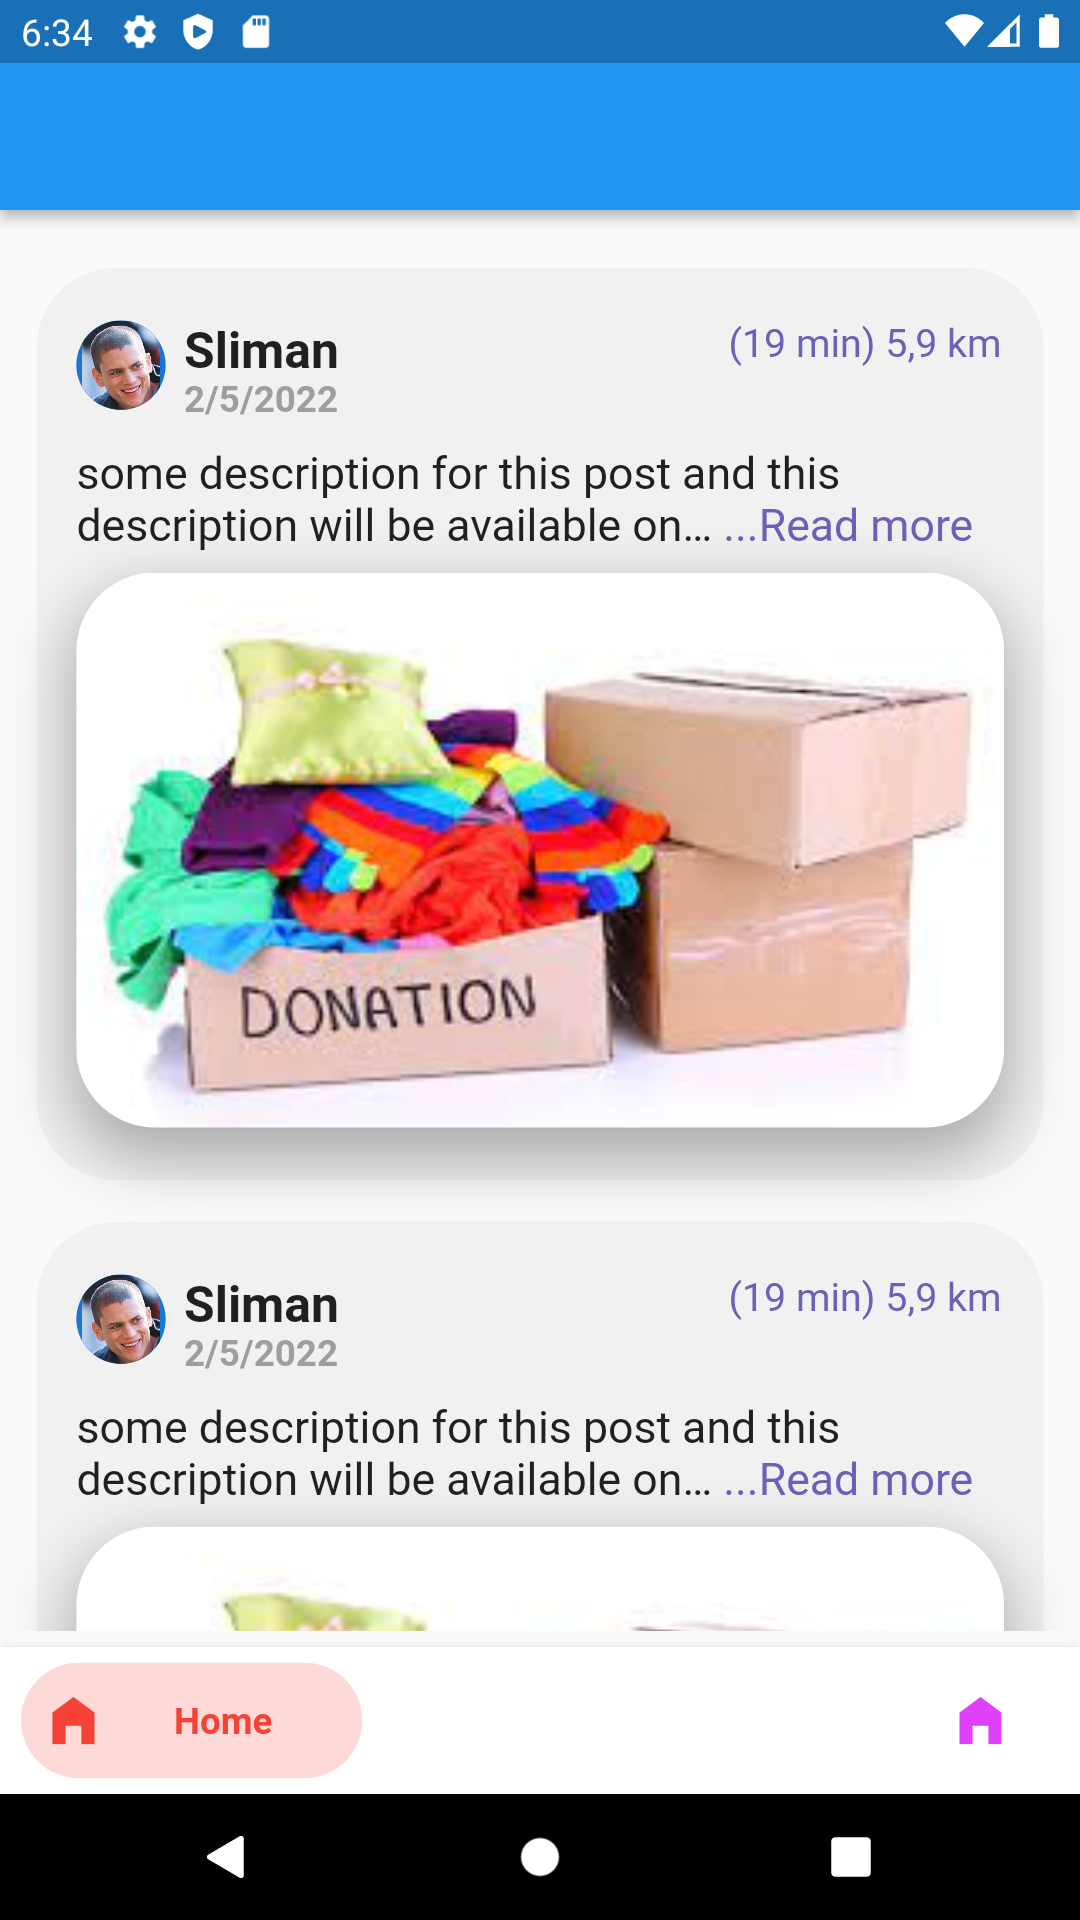 6:34
Sliman
(19 min) 5,9 km
2/5/2022
some description for this post and this
description will be available on... ...Read more
DONATION
Sliman
(19 min) 5,9 km
2/5/2022
some description for this post and this
description will be available on... ...Read more
Home